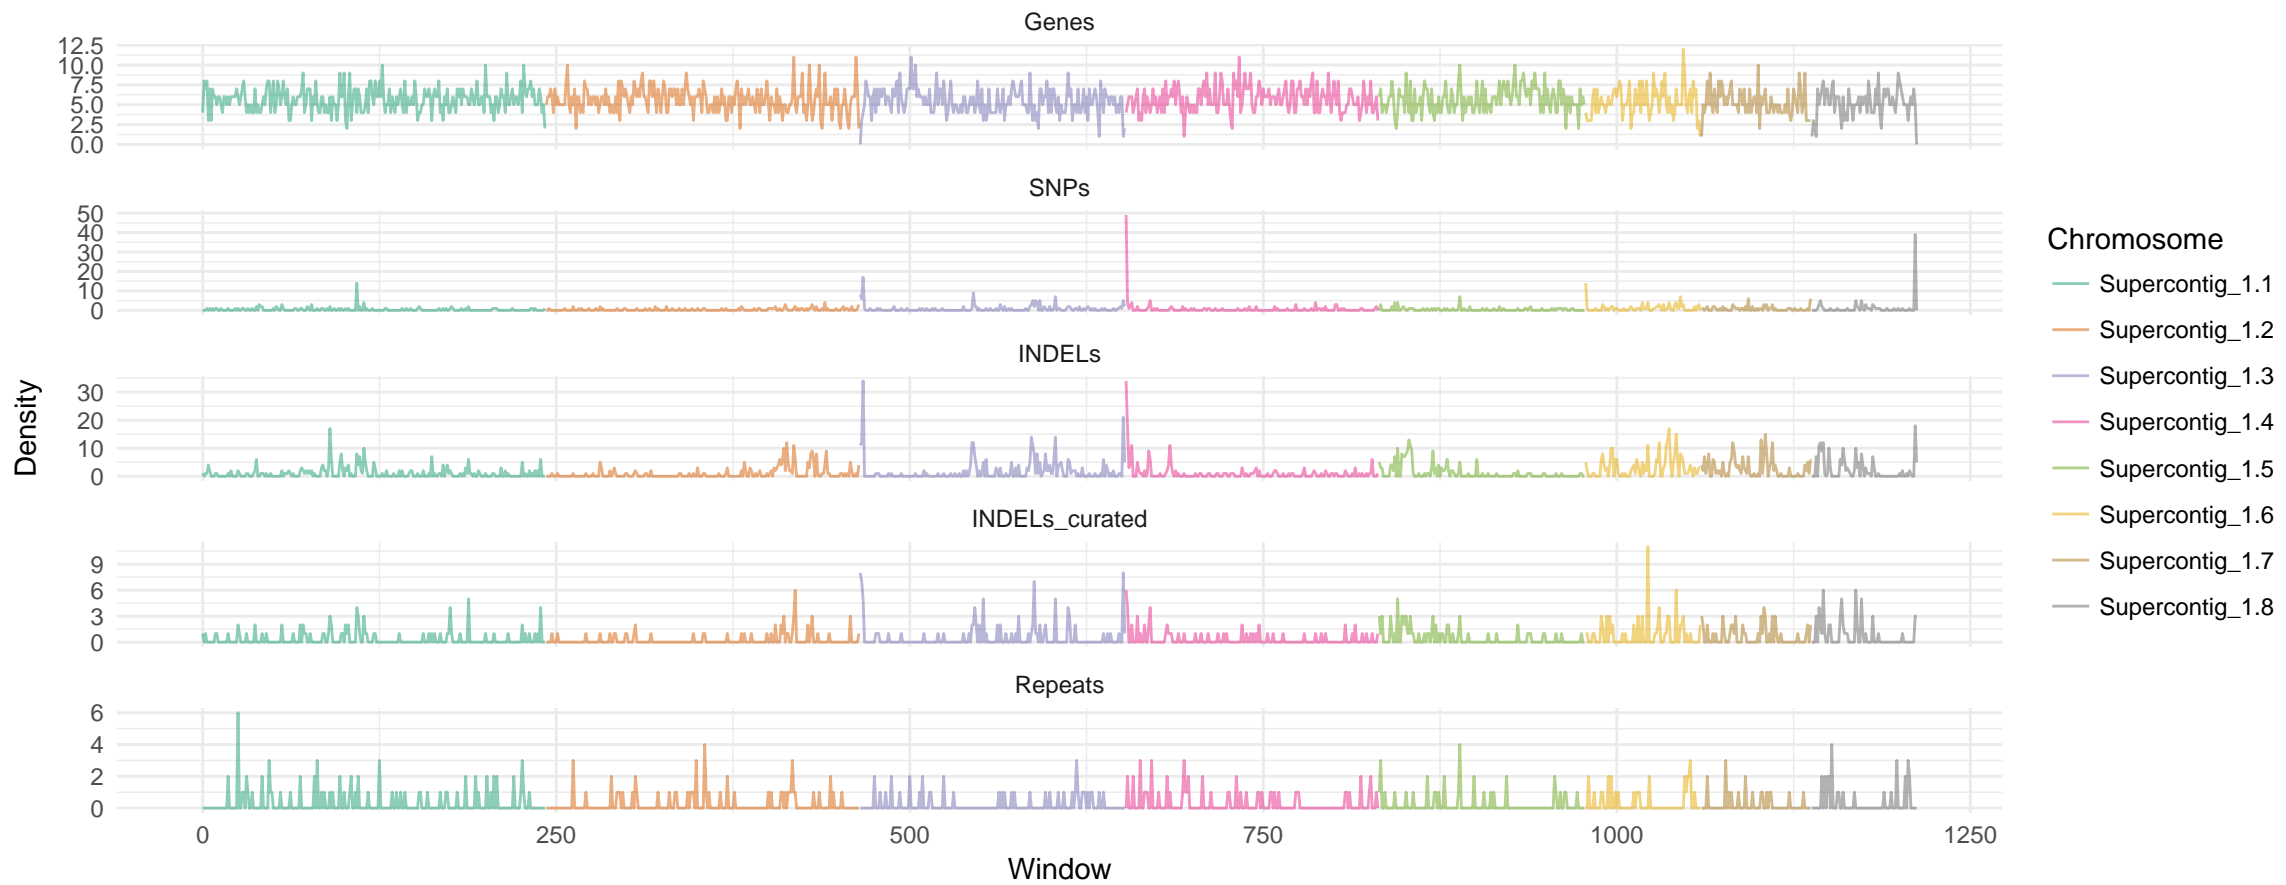 Genes
12.5
10.0
7.5
5.0
2.5
0.0
SNPs
50
40
30
20
10
0
INDELs
30
20
10
0
INDELs_curated
9
6
3
0
Repeats
6
4
2
0
0 250 500 750 1000 1250
Window
Density
Chromosome
Supercontig_1.1
Supercontig_1.2
Supercontig_1.3
Supercontig_1.4
Supercontig_1.5
Supercontig_1.6
Supercontig_1.7
Supercontig_1.8